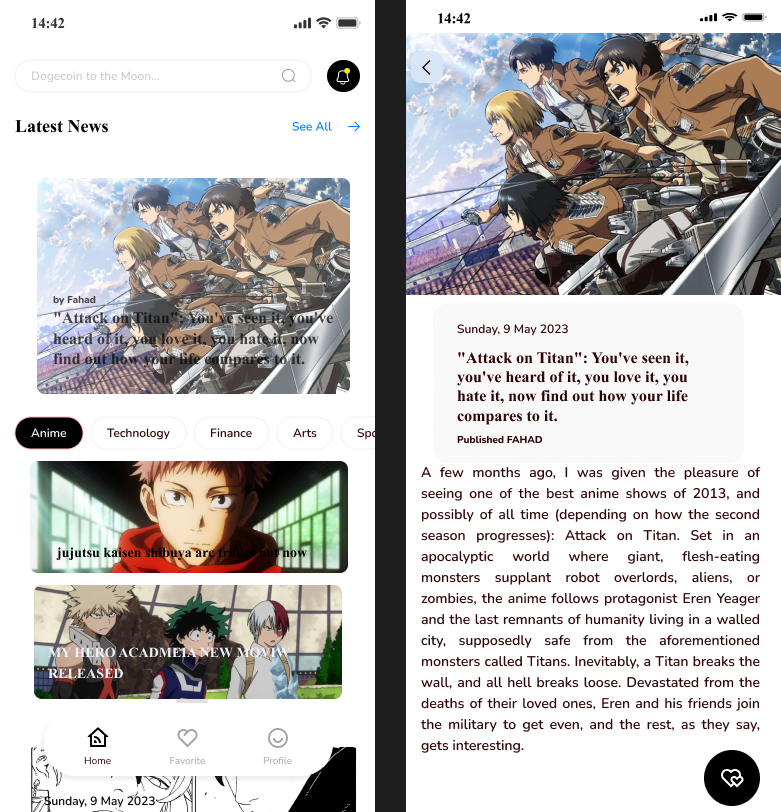 14:42
Dogecoin to the Moon...
Latest News
See All
by Fahad
"Attack on Titan": You've seen it, you've
heard of it, you love it, you hate it, now
find out how your life compares to it.
Anime
Technology
Finance
Arts
Spo
jujutsu kaisen shibuya arc trailer out now
MY HERO ACADMEIA NEW MOVIW
RELEASED
Home
Favorite
Profile
Sunday, 9 May 2023
14:42
Sunday, 9 May 2023
"Attack on Titan": You've seen it,
you've heard of it, you love it, you
hate it, now find out how your life
compares to it.
Published FAHAD
A few months ago, I was given the pleasure of
seeing one of the best anime shows of 2013, and
possibly of all time (depending on how the second
season progresses): Attack on Titan. Set in an
apocalyptic world where giant, flesh-eating
monsters supplant robot overlords, aliens, or
zombies, the anime follows protagonist Eren Yeager
and the last remnants of humanity living in a walled
city, supposedly safe from the aforementioned
monsters called Titans. Inevitably, a Titan breaks the
wall, and all hell breaks loose. Devastated from the
deaths of their loved ones, Eren and his friends join
the military to get even, and the rest, as they say,
gets interesting.